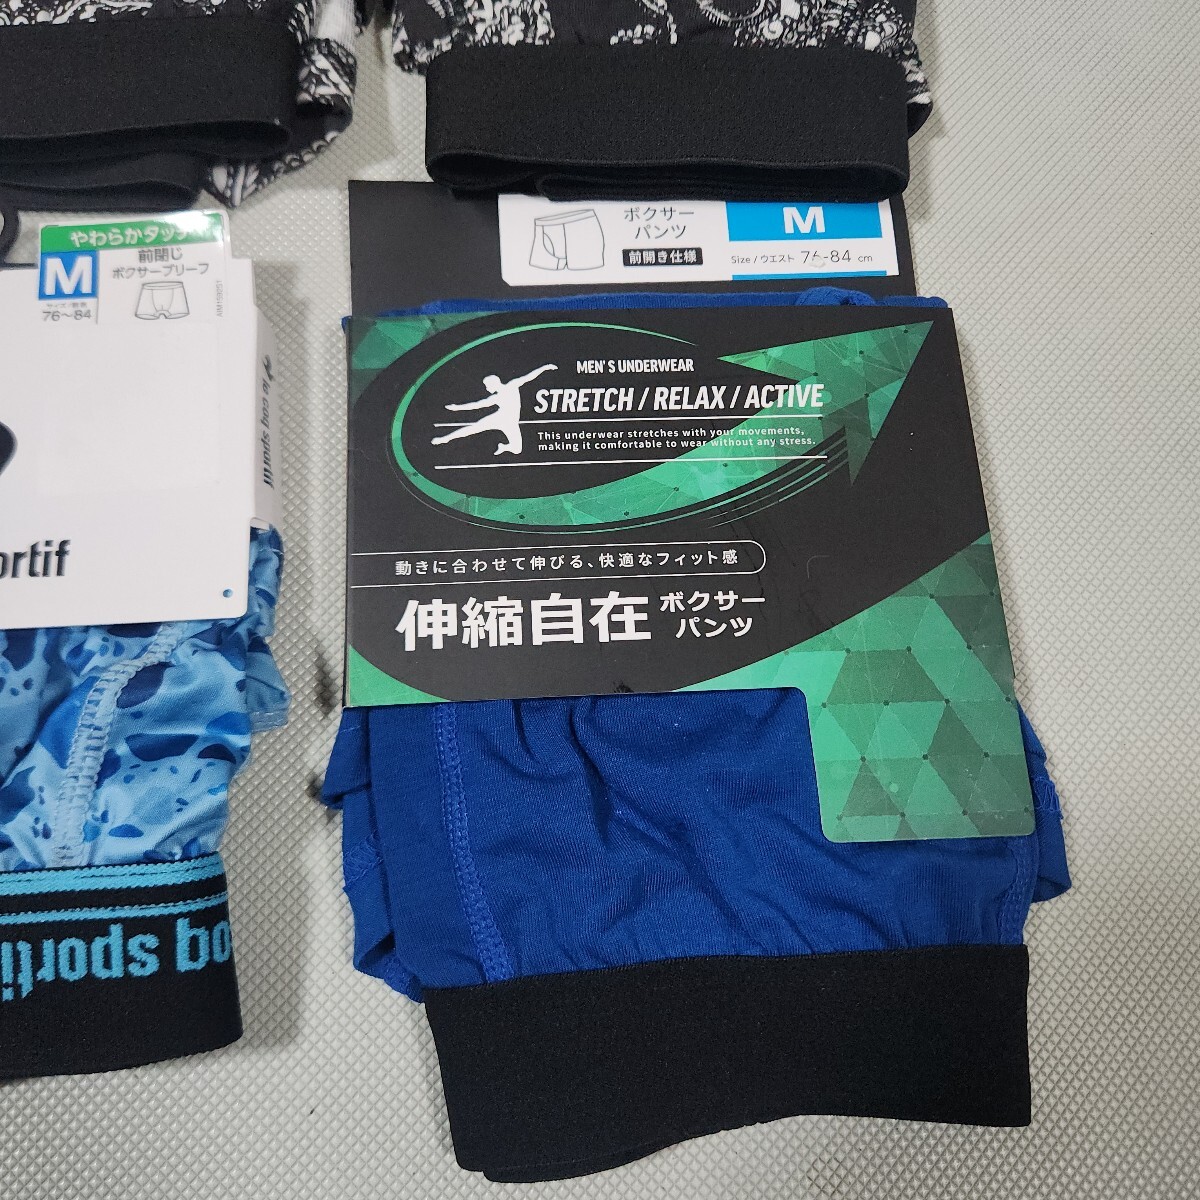 やわらかタッチ
M
前閉じ
ボクサーブリーフ
76〜84
le coq sportif
ortif
oq sporti
ボクサー
パンツ
前開き仕様
M
Size / ウエスト 76-84 cm
MEN'S UNDERWEAR
STRETCH / RELAX / ACTIVE
This underwear stretches with your movements,
making it comfortable to wear without any stress.
動きに合わせて伸びる、快適なフィット感
伸縮自在 ボクサー
パンツ